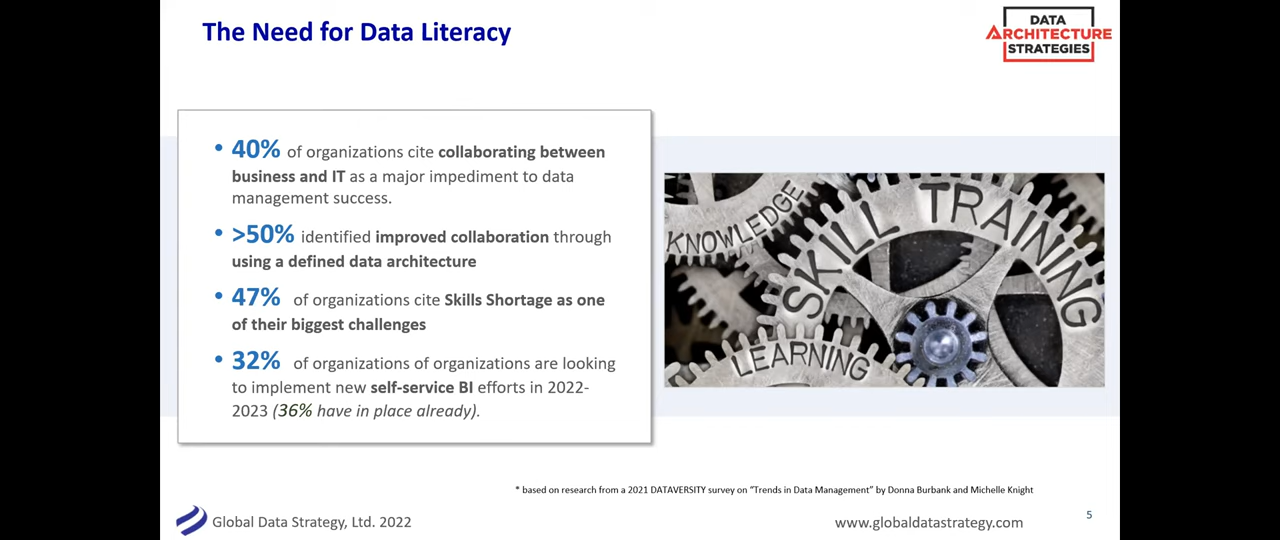 The Need for Data Literacy
DATA
ARCHITECTURE
STRATEGIES
• 40% of organizations cite collaborating between
business and IT as a major impediment to data
management success.
• >50% identified improved collaboration through
using a defined data architecture
• 47% of organizations cite Skills Shortage as one
of their biggest challenges
• 32% of organizations of organizations are looking
to implement new self-service BI efforts in 2022-
2023 (36% have in place already).
KNOWLEDGE
SKILL TRAINING
LEARNING
* based on research from a 2021 DATAVERSITY survey on “Trends in Data Management” by Donna Burbank and Michelle Knight
Global Data Strategy, Ltd. 2022
www.globaldatastrategy.com
5